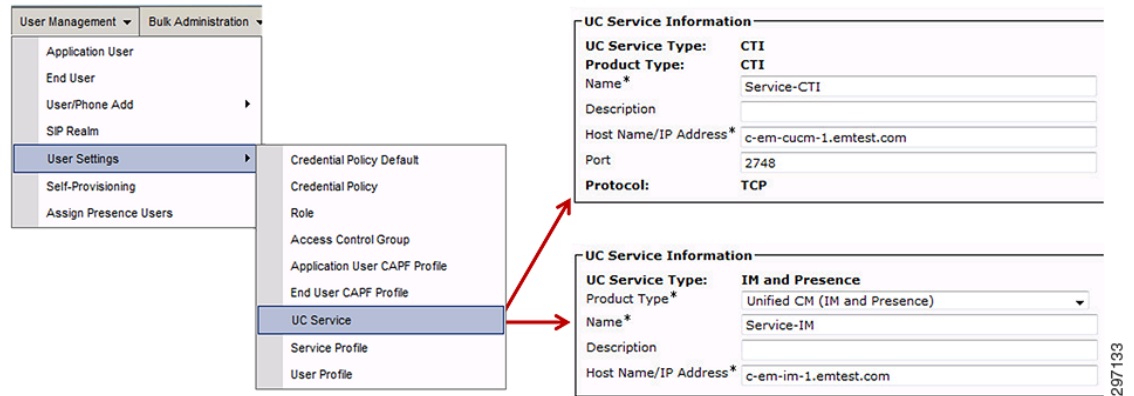 User Management Bulk Administration
Application User
End User
User/Phone Add
SIP Realm
User Settings
Self-Provisioning
Assign Presence Users
Credential Policy Default
Credential Policy
Role
Access Control Group
Application User CAPF Profile
End User CAPF Profile
UC Service
Service Profile
User Profile
UC Service Information
UC Service Type: CTI
Product Type: CTI
Name* Service-CTI
Description
Host Name/IP Address* c-em-cucm-1.emtest.com
Port 2748
Protocol: TCP
UC Service Information
UC Service Type: IM and Presence
Product Type* Unified CM (IM and Presence)
Name* Service-IM
Description
Host Name/IP Address* c-em-im-1.emtest.com
297133